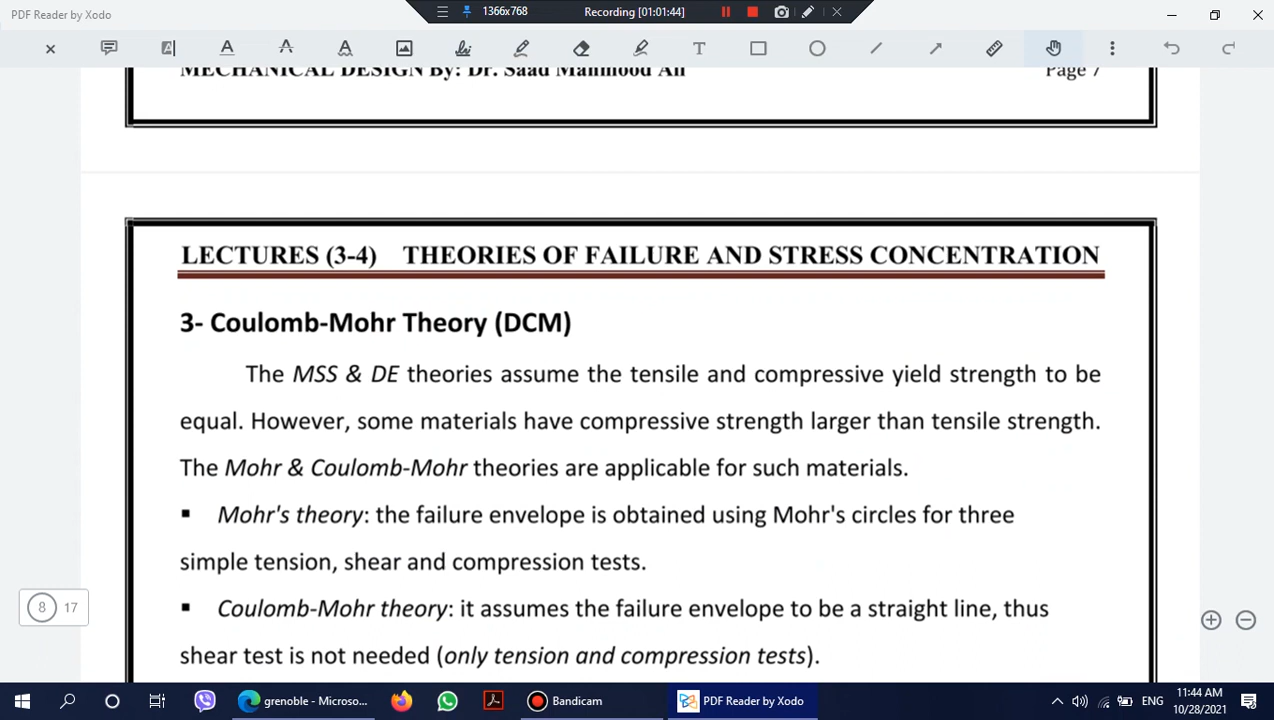 PDF Reader by Xodo
1366x768
Recording [01:01:44]
MECHANICAL DESIGN By: Dr. Saad Mahmood Ali
Page 7
LECTURES (3-4) THEORIES OF FAILURE AND STRESS CONCENTRATION
3- Coulomb-Mohr Theory (DCM)
The MSS & DE theories assume the tensile and compressive yield strength to be
equal. However, some materials have compressive strength larger than tensile strength.
The Mohr & Coulomb-Mohr theories are applicable for such materials.
▪ Mohr's theory: the failure envelope is obtained using Mohr's circles for three
simple tension, shear and compression tests.
▪ Coulomb-Mohr theory: it assumes the failure envelope to be a straight line, thus
shear test is not needed (only tension and compression tests).
8 17
grenoble - Microso...
Bandicam
PDF Reader by Xodo
ENG
11:44 AM
10/28/2021